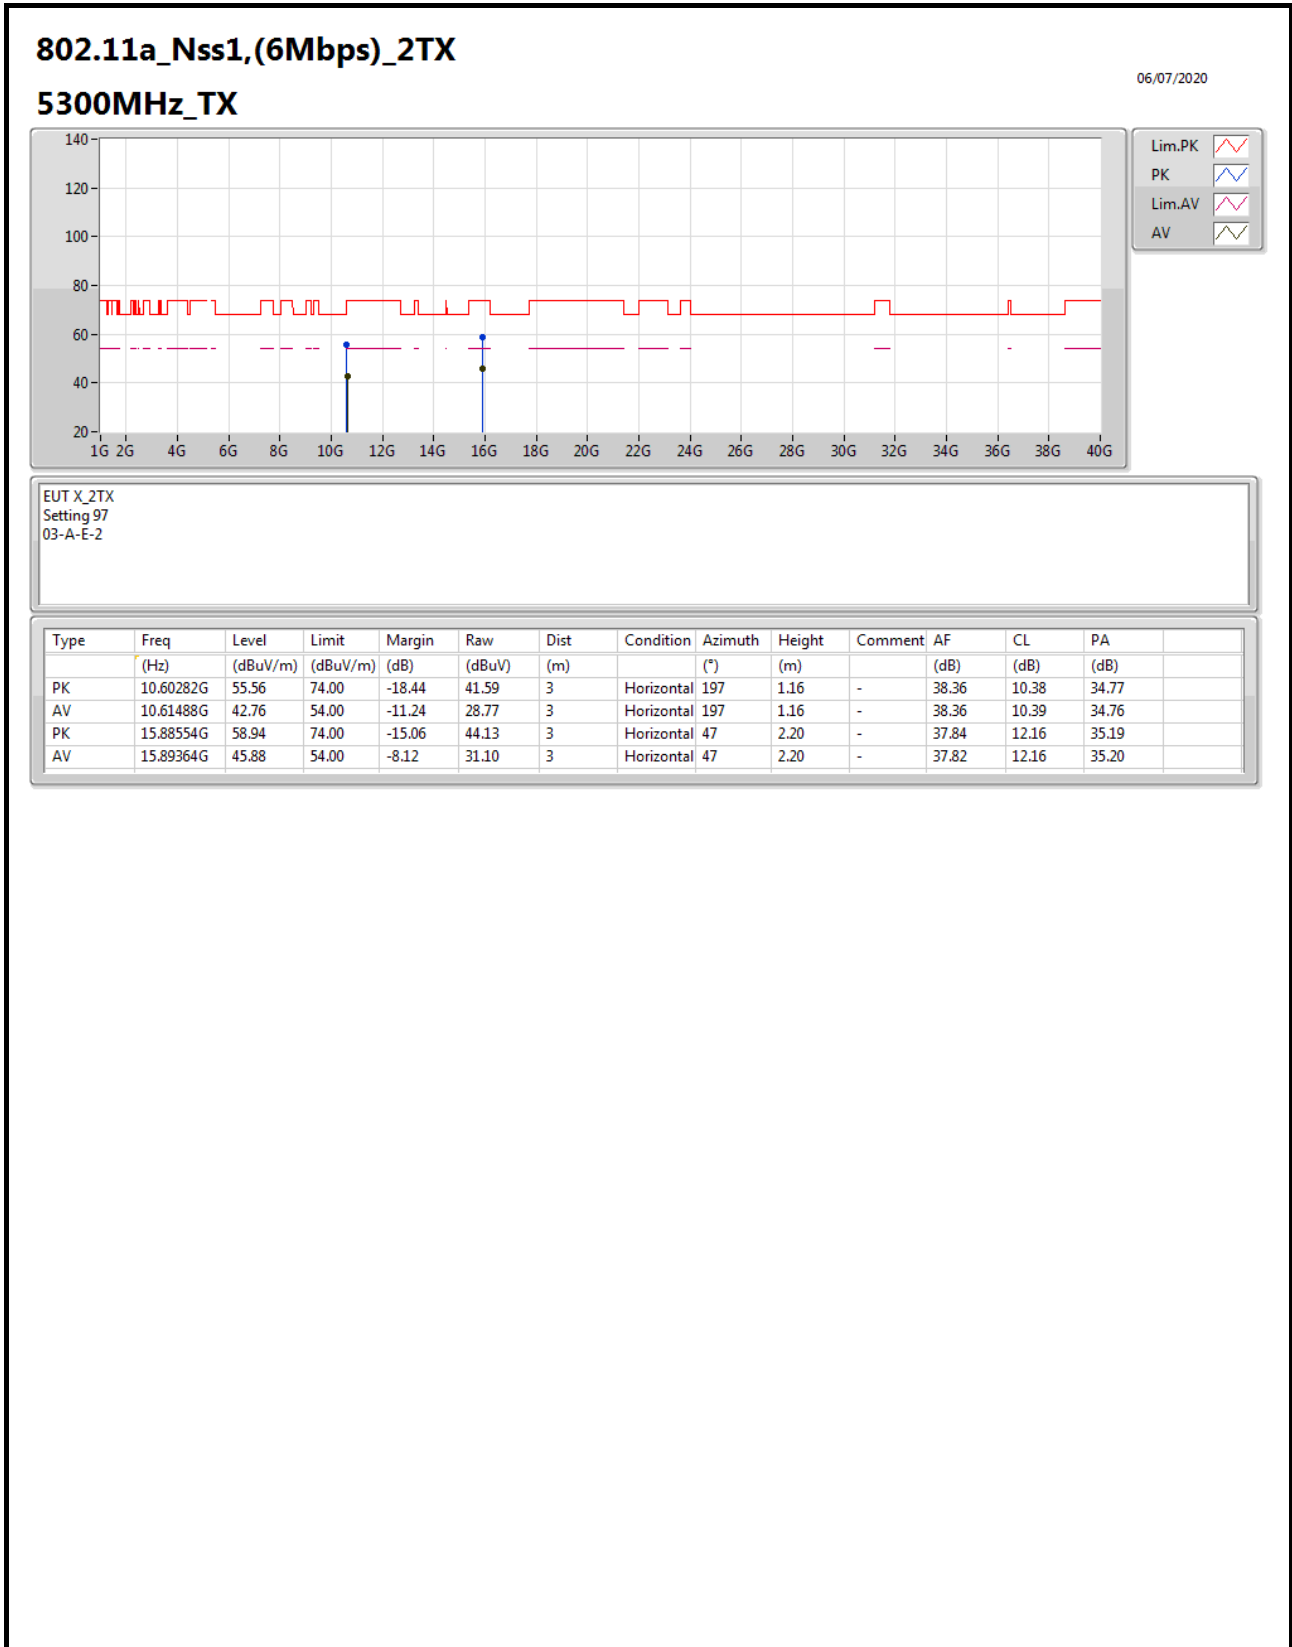 802.11a_Nss1,(6Mbps)_2TX
06/07/2020
5300MHz_TX
140
120
100
80
60
40
20
1G 2G 4G 6G 8G 10G 12G 14G 16G 18G 20G 22G 24G 26G 28G 30G 32G 34G 36G 38G 40G
Lim.PK
PK
Lim.AV
AV
EUT X_2TX
Setting 97
03-A-E-2
Type Freq Level Limit Margin Raw Dist Condition Azimuth Height Comment AF CL PA
(Hz) (dBuV/m) (dBuV/m) (dB) (dBuV) (m) (°) (m) (dB) (dB) (dB)
PK 10.60282G 55.56 74.00 -18.44 41.59 3 Horizontal 197 1.16 - 38.36 10.38 34.77
AV 10.61488G 42.76 54.00 -11.24 28.77 3 Horizontal 197 1.16 - 38.36 10.39 34.76
PK 15.88554G 58.94 74.00 -15.06 44.13 3 Horizontal 47 2.20 - 37.84 12.16 35.19
AV 15.89364G 45.88 54.00 -8.12 31.10 3 Horizontal 47 2.20 - 37.82 12.16 35.20